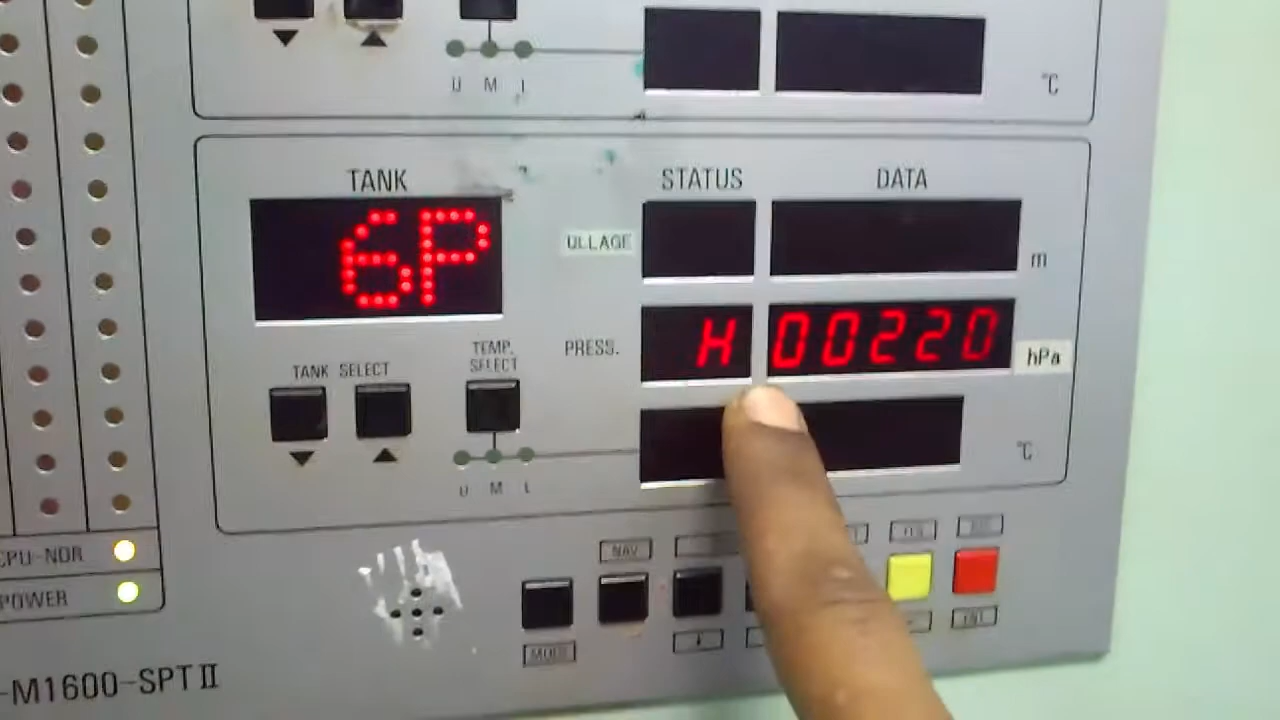 U M L
℃
TANK STATUS DATA
6P
ULLAGE
m
PRESS. H 00220 hPa
TANK SELECT
TEMP. SELECT
℃
U M L
CPU-NOR
POWER
NAV
MODE
ENT
-M1600-SPTⅡ